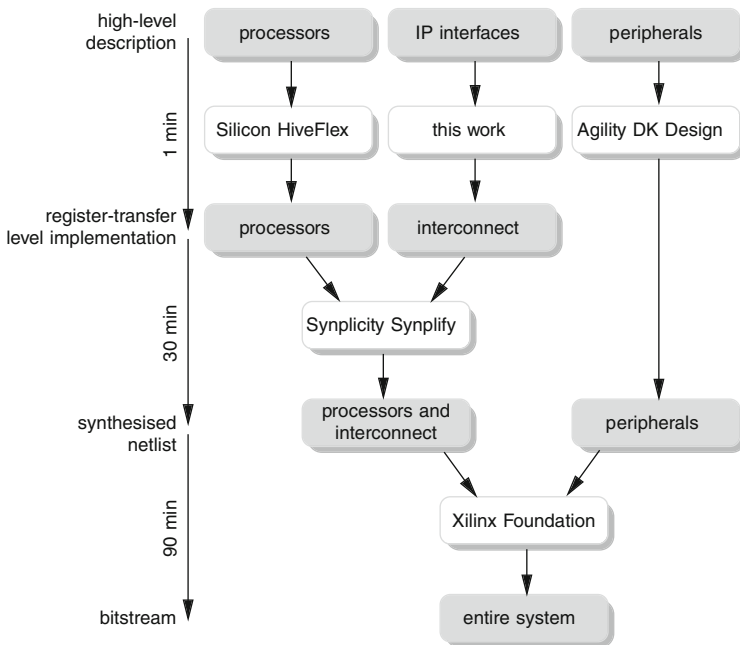 high-level
description
processors
IP interfaces
peripherals
1 min
Silicon HiveFlex
this work
Agility DK Design
register-transfer
level implementation
processors
interconnect
30 min
Synplicity Synplify
synthesised
netlist
processors and
interconnect
peripherals
90 min
Xilinx Foundation
bitstream
entire system